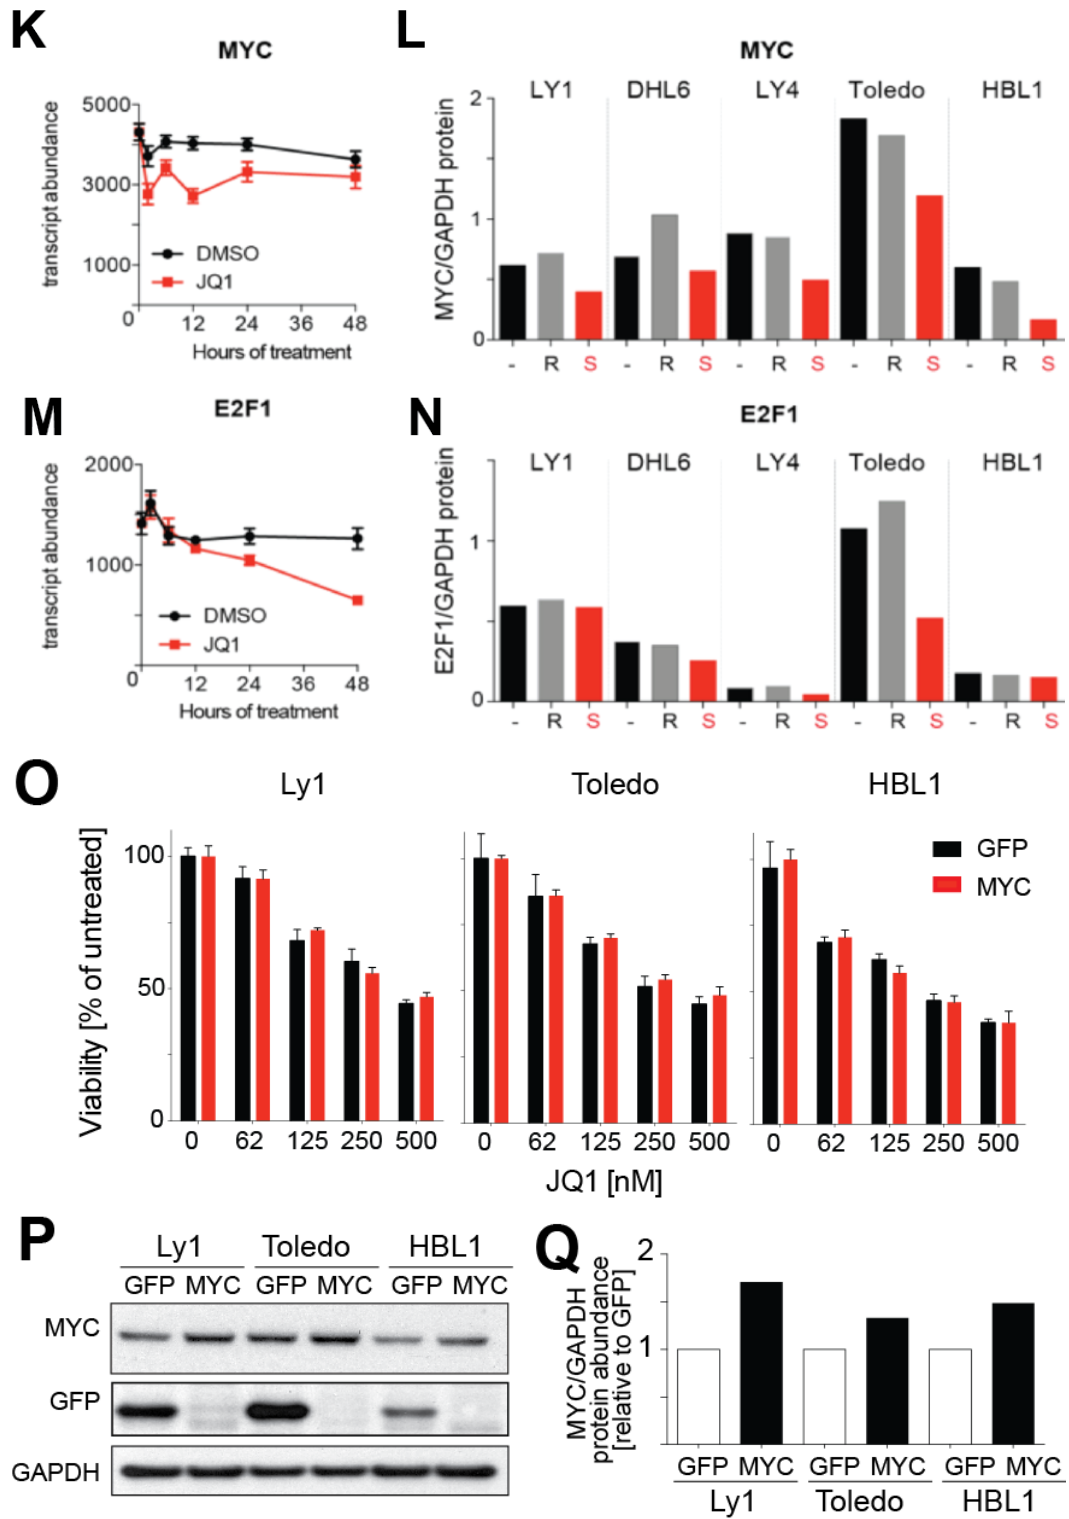 K
MYC
transcript abundance
5000
3000
1000
0
12
24
36
48
DMSO
JQ1
Hours of treatment
L
MYC
LY1 DHL6 LY4 Toledo HBL1
MYC/GAPDH protein
2
1
0
- R S - R S - R S - R S - R S
M
E2F1
transcript abundance
2000
1000
0
12
24
36
48
DMSO
JQ1
Hours of treatment
N
E2F1
LY1 DHL6 LY4 Toledo HBL1
E2F1/GAPDH protein
1
0
- R S - R S - R S - R S - R S
O
Ly1 Toledo HBL1
Viability [% of untreated]
100
50
0
GFP
MYC
0 62 125 250 500 0 62 125 250 500 0 62 125 250 500
JQ1 [nM]
P
Ly1 Toledo HBL1
GFP MYC GFP MYC GFP MYC
MYC
GFP
GAPDH
Q
MYC/GAPDH
protein abundance
[relative to GFP]
2
1
GFP MYC GFP MYC GFP MYC
Ly1 Toledo HBL1